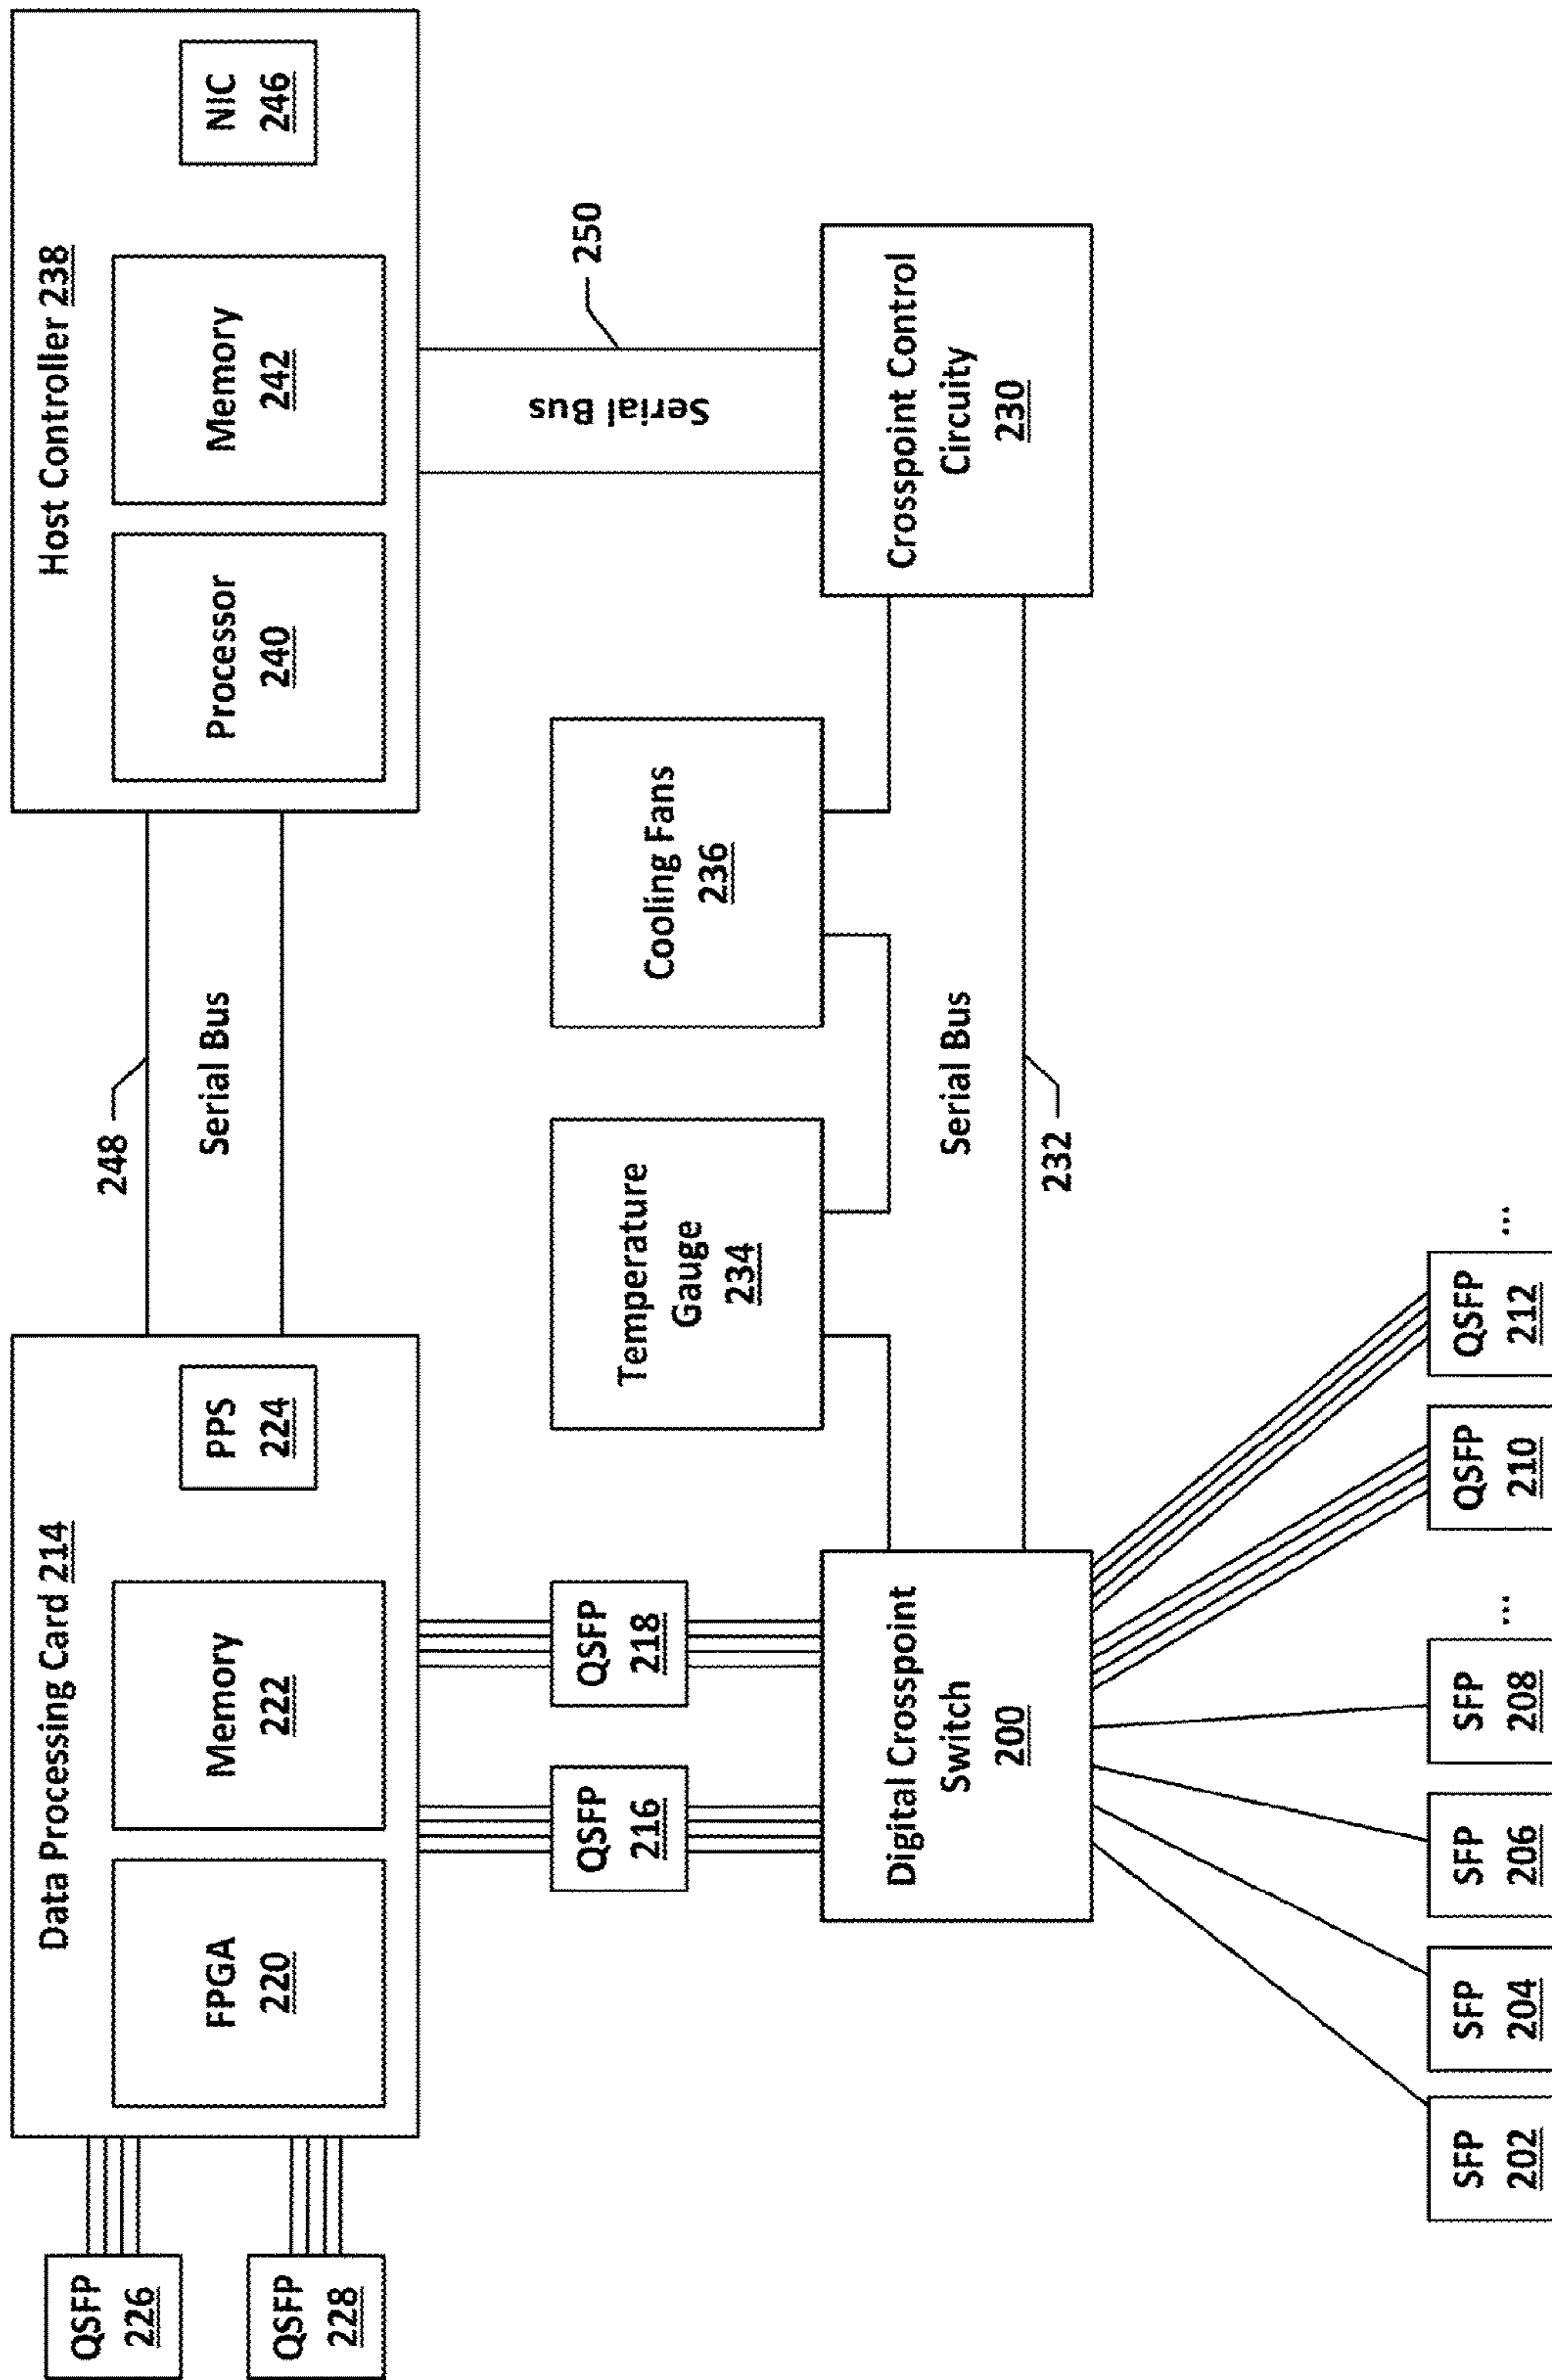 QSFP
226
QSFP
228
Data Processing Card 214
FPGA
220
Memory
222
PPS
224
248
Serial Bus
Host Controller 238
Processor
240
Memory
242
NIC
246
QSFP
216
QSFP
218
Temperature
Gauge
234
Cooling Fans
236
Serial Bus
250
Digital Crosspoint
Switch
200
Serial Bus
232
Crosspoint Control
Circuity
230
SFP
202
SFP
204
SFP
206
SFP
208
...
QSFP
210
QSFP
212
...